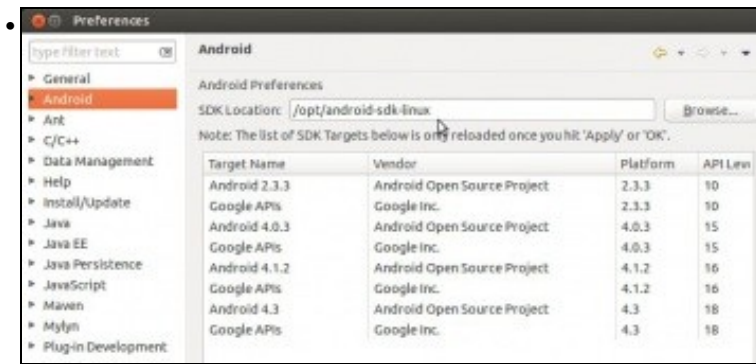 Preferences
type filter text
General
Android
Ant
C/C++
Data Management
Help
Install/Update
Java
Java EE
Java Persistence
JavaScript
Maven
Mylyn
Plug-in Development
Android
Android Preferences
SDK Location: /opt/android-sdk-linux Browse...
Note: The list of SDK Targets below is only reloaded once you hit 'Apply' or 'OK'.
Target Name Vendor Platform API Leve
Android 2.3.3 Android Open Source Project 2.3.3 10
Google APIs Google Inc. 2.3.3 10
Android 4.0.3 Android Open Source Project 4.0.3 15
Google APIs Google Inc. 4.0.3 15
Android 4.1.2 Android Open Source Project 4.1.2 16
Google APIs Google Inc. 4.1.2 16
Android 4.3 Android Open Source Project 4.3 18
Google APIs Google Inc. 4.3 18